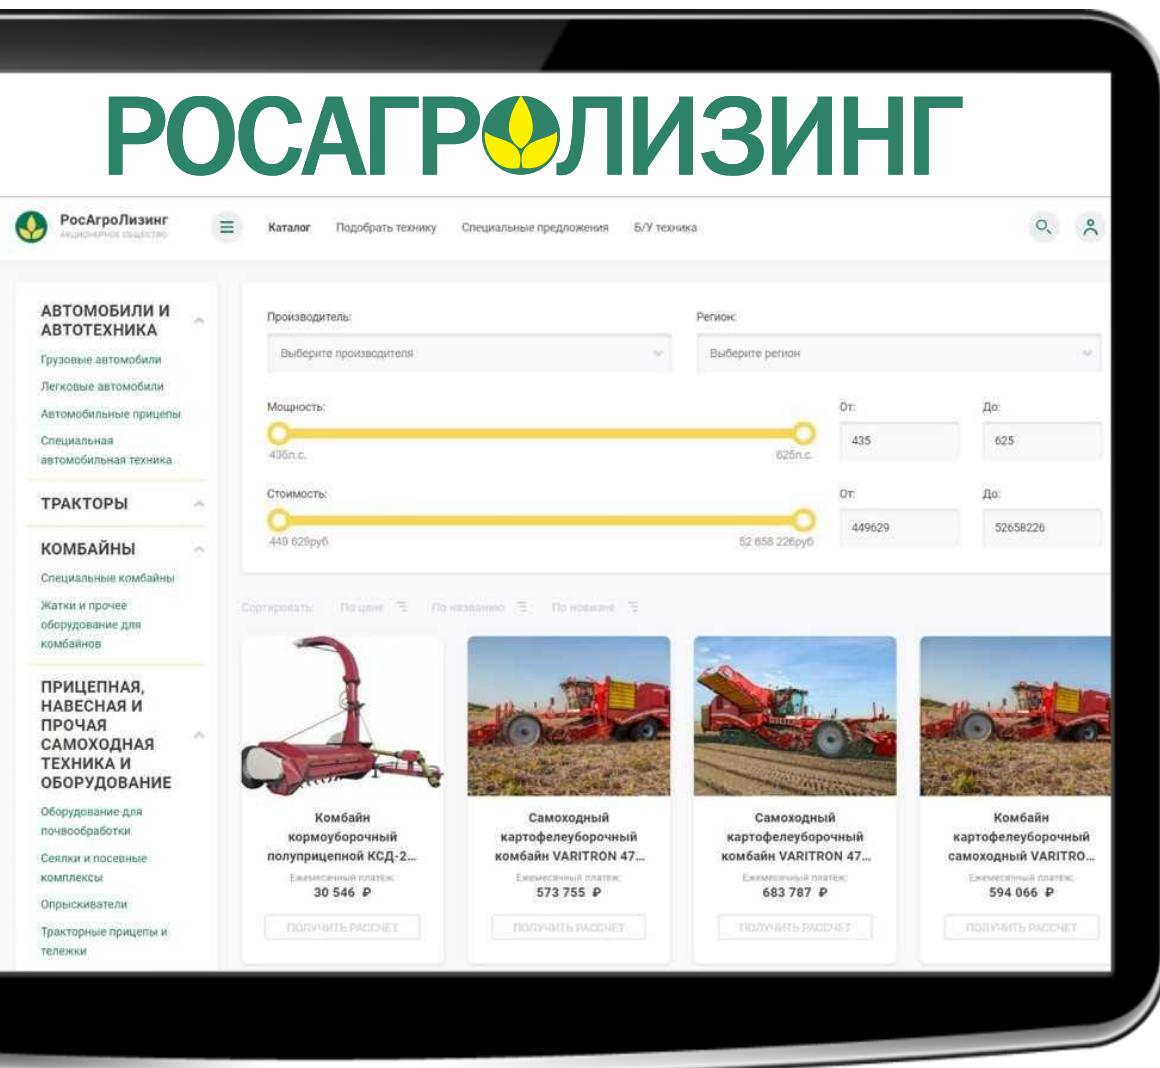 РОСАГРОЛИЗИНГ
РосАгроЛизинг
АКЦИОНЕРНОЕ ОБЩЕСТВО
Каталог Подобрать технику Специальные предложения Б/У техника
АВТОМОБИЛИ И
АВТОТЕХНИКА
Грузовые автомобили
Легковые автомобили
Автомобильные прицепы
Специальная
автомобильная техника
ТРАКТОРЫ
КОМБАЙНЫ
Специальные комбайны
Жатки и прочее
оборудование для
комбайнов
ПРИЦЕПНАЯ,
НАВЕСНАЯ И
ПРОЧАЯ
САМОХОДНАЯ
ТЕХНИКА И
ОБОРУДОВАНИЕ
Оборудование для
почвообработки
Сеялки и посевные
комплексы
Опрыскиватели
Тракторные прицепы и
тележки
Производитель: Регион:
Выберите производителя Выберите регион
Мощность: От: До:
435 625
435л.с. 625л.с.
Стоимость: От: До:
449629 52658226
449 629руб 52 658 226руб
Сортировать: По цене По названию По новизне
Комбайн
кормоуборочный
полуприцепной КСД-2...
Ежемесячный платеж:
30 546 ₽
ПОЛУЧИТЬ РАССЧЕТ
Самоходный
картофелеуборочный
комбайн VARITRON 47...
Ежемесячный платеж:
573 755 ₽
ПОЛУЧИТЬ РАССЧЕТ
Самоходный
картофелеуборочный
комбайн VARITRON 47...
Ежемесячный платеж:
683 787 ₽
ПОЛУЧИТЬ РАССЧЕТ
Комбайн
картофелеуборочный
самоходный VARITRO...
Ежемесячный платеж:
594 066 ₽
ПОЛУЧИТЬ РАССЧЕТ